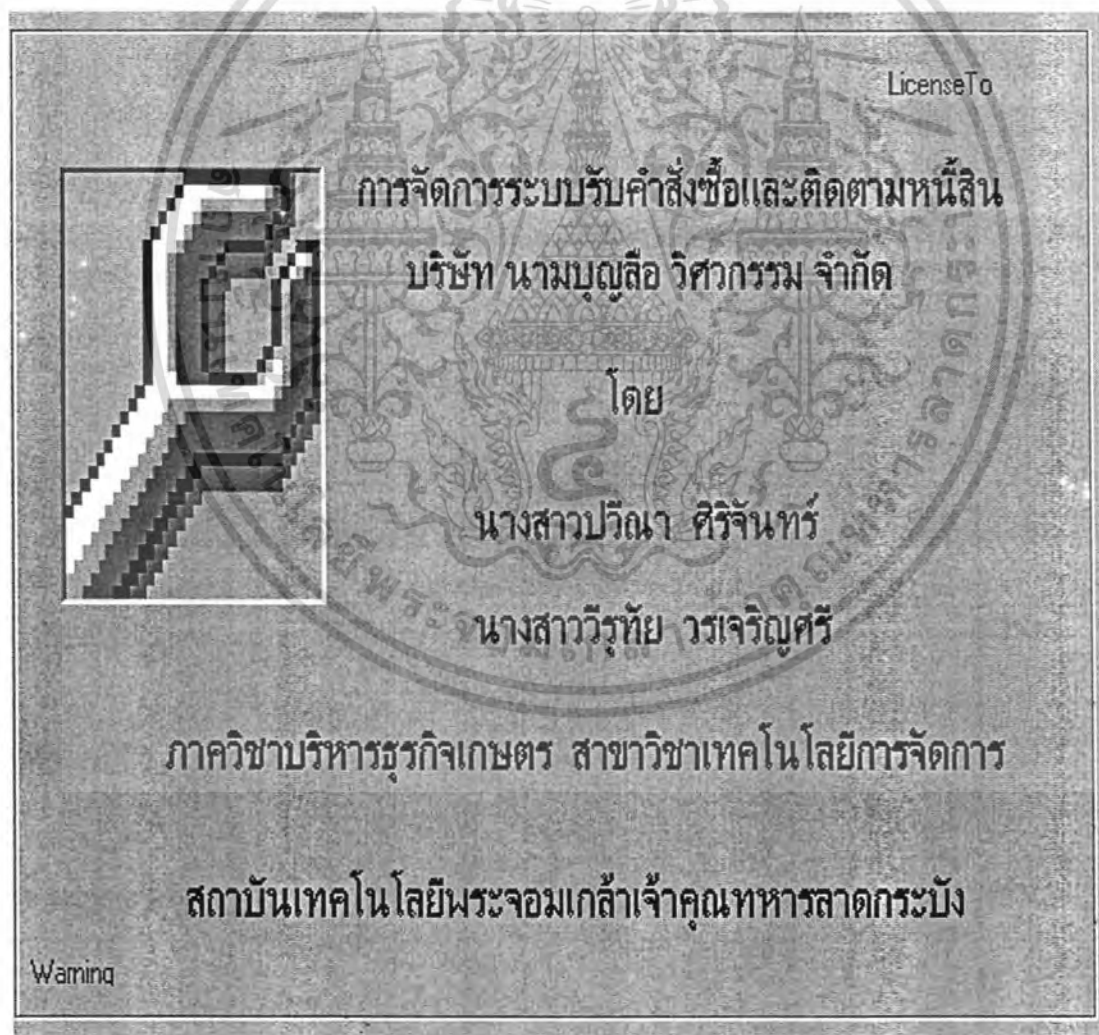 LicenseTo
การจัดการระบบรับคำสั่งซื้อและติดตามหนี้สิน
บริษัท นามบุญลือ วิศวกรรม จำกัด
โดย
นางสาวปวีณา ศิริจันทร์
นางสาววีรุทัย วรเจริญศรี
ภาควิชาบริหารธุรกิจเกษตร สาขาวิชาเทคโนโลยีการจัดการ
สถาบันเทคโนโลยีพระจอมเกล้าเจ้าคุณทหารลาดกระบัง
Warning